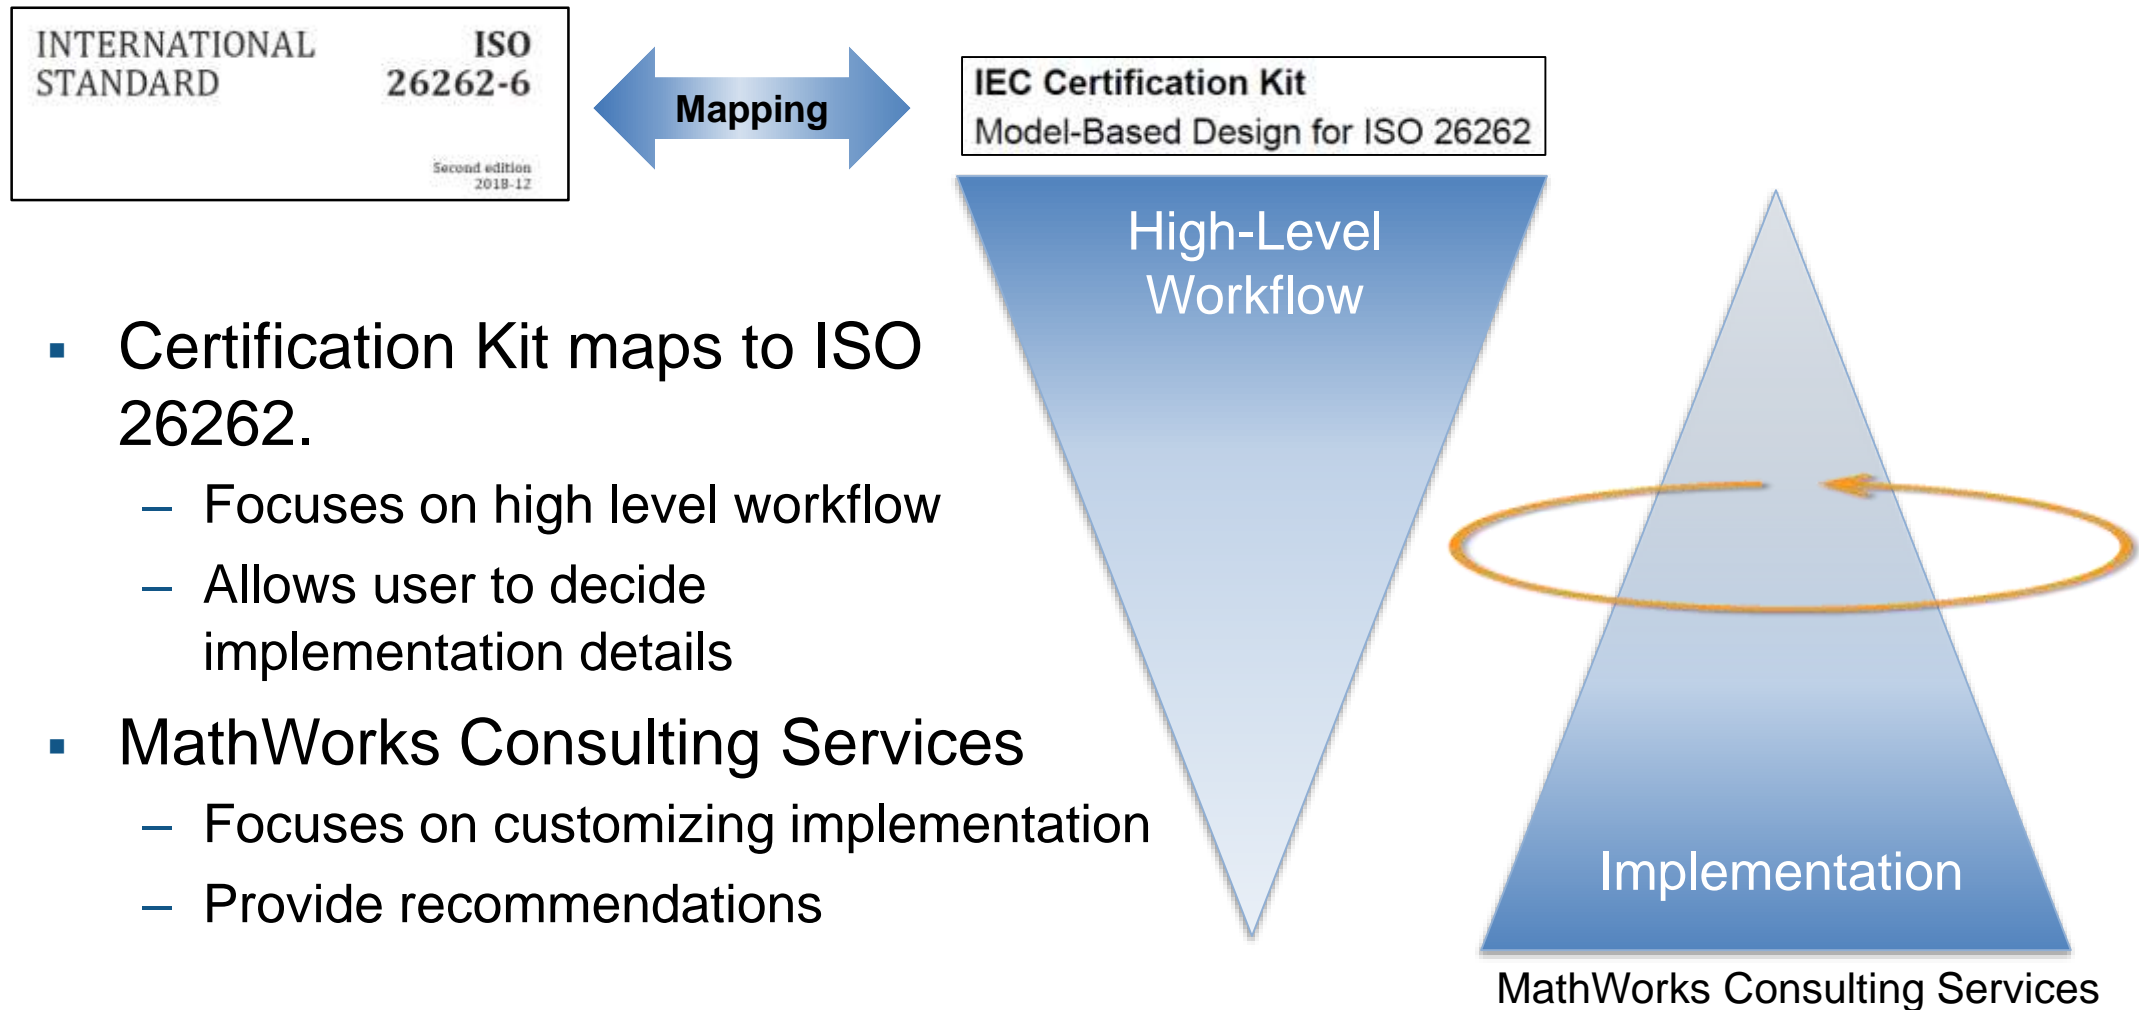 INTERNATIONAL
STANDARD
ISO
26262-6
Second edition
2018-12
Mapping
IEC Certification Kit
Model-Based Design for ISO 26262
High-Level
Workflow
▪ Certification Kit maps to ISO
26262.
– Focuses on high level workflow
– Allows user to decide
implementation details
▪ MathWorks Consulting Services
– Focuses on customizing implementation
– Provide recommendations
Implementation
MathWorks Consulting Services